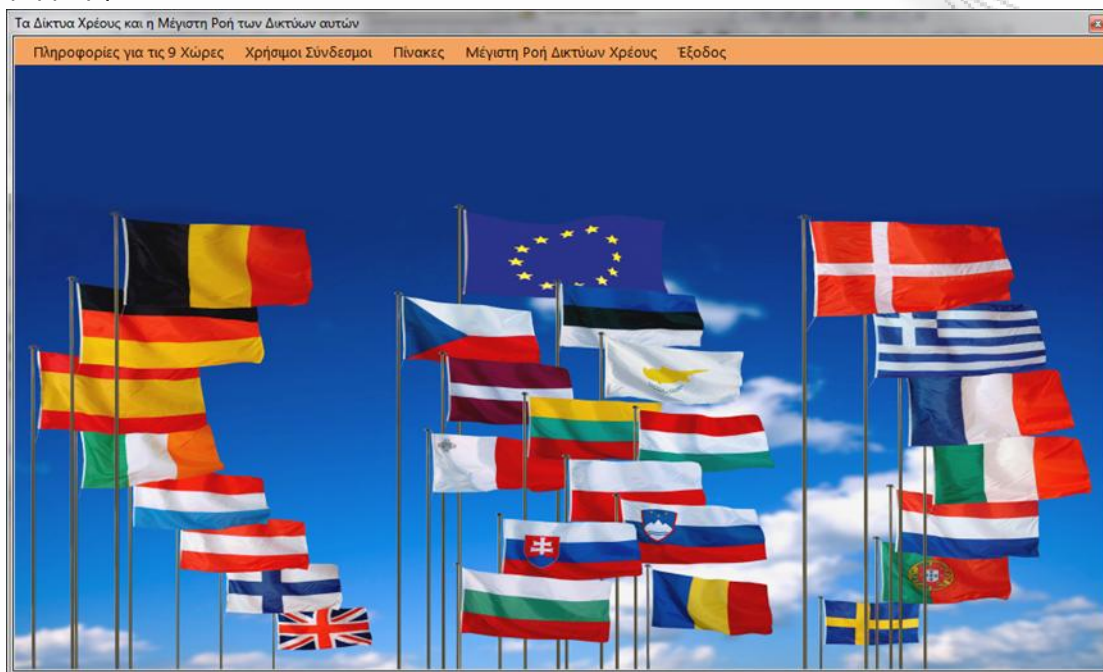 Τα Δίκτυα Χρέους και η Μέγιστη Ροή των Δικτύων αυτών
Πληροφορίες για τις 9 Χώρες Χρήσιμοι Σύνδεσμοι Πίνακες Μέγιστη Ροή Δικτύων Χρέους Έξοδος